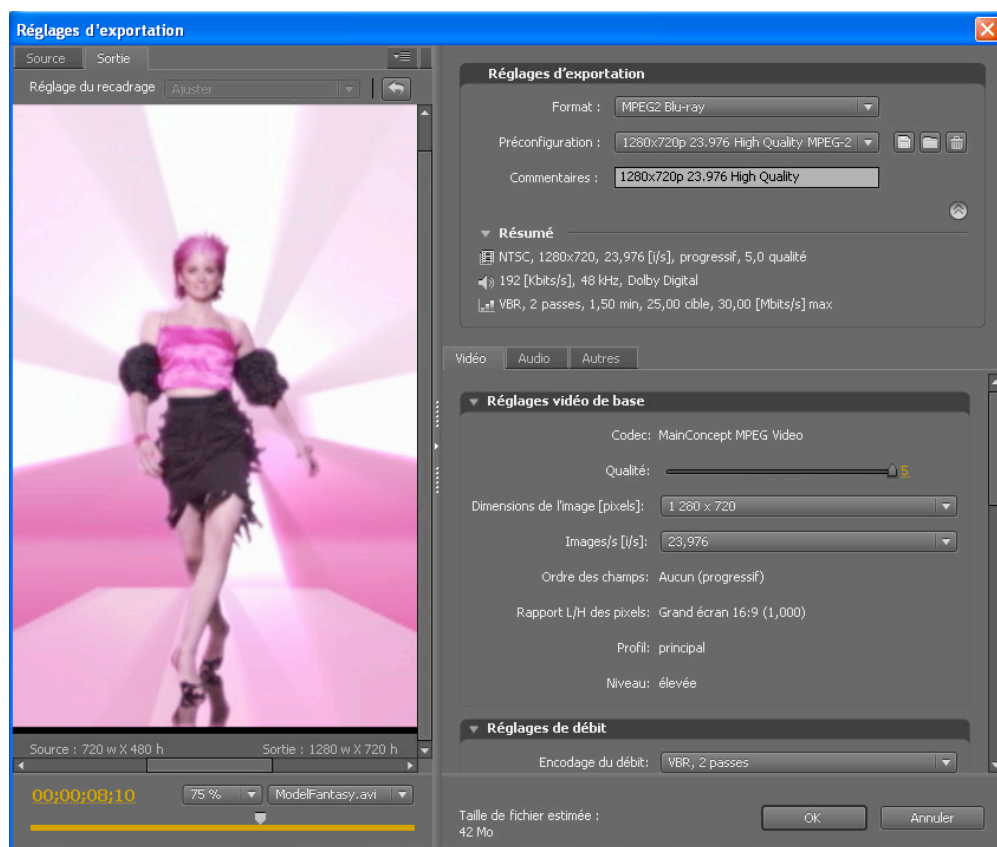 Réglages d'exportation
Source Sortie
Réglage du recadrage Ajuster
Source : 720 w X 480 h Sortie : 1280 w X 720 h
00;00;08;10 75 % ModelFantasy.avi
Réglages d'exportation
Format : MPEG2 Blu-ray
Préconfiguration : 1280x720p 23.976 High Quality MPEG-2
Commentaires : 1280x720p 23.976 High Quality
Résumé
NTSC, 1280x720, 23,976 [i/s], progressif, 5,0 qualité
192 [Kbits/s], 48 kHz, Dolby Digital
VBR, 2 passes, 1,50 min, 25,00 cible, 30,00 [Mbits/s] max
Vidéo Audio Autres
Réglages vidéo de base
Codec: MainConcept MPEG Video
Qualité: 5
Dimensions de l'image [pixels]: 1 280 x 720
Images/s [i/s]: 23,976
Ordre des champs: Aucun (progressif)
Rapport L/H des pixels: Grand écran 16:9 (1,000)
Profil: principal
Niveau: élevée
Réglages de débit
Encodage du débit: VBR, 2 passes
Taille de fichier estimée :
42 Mo
OK Annuler